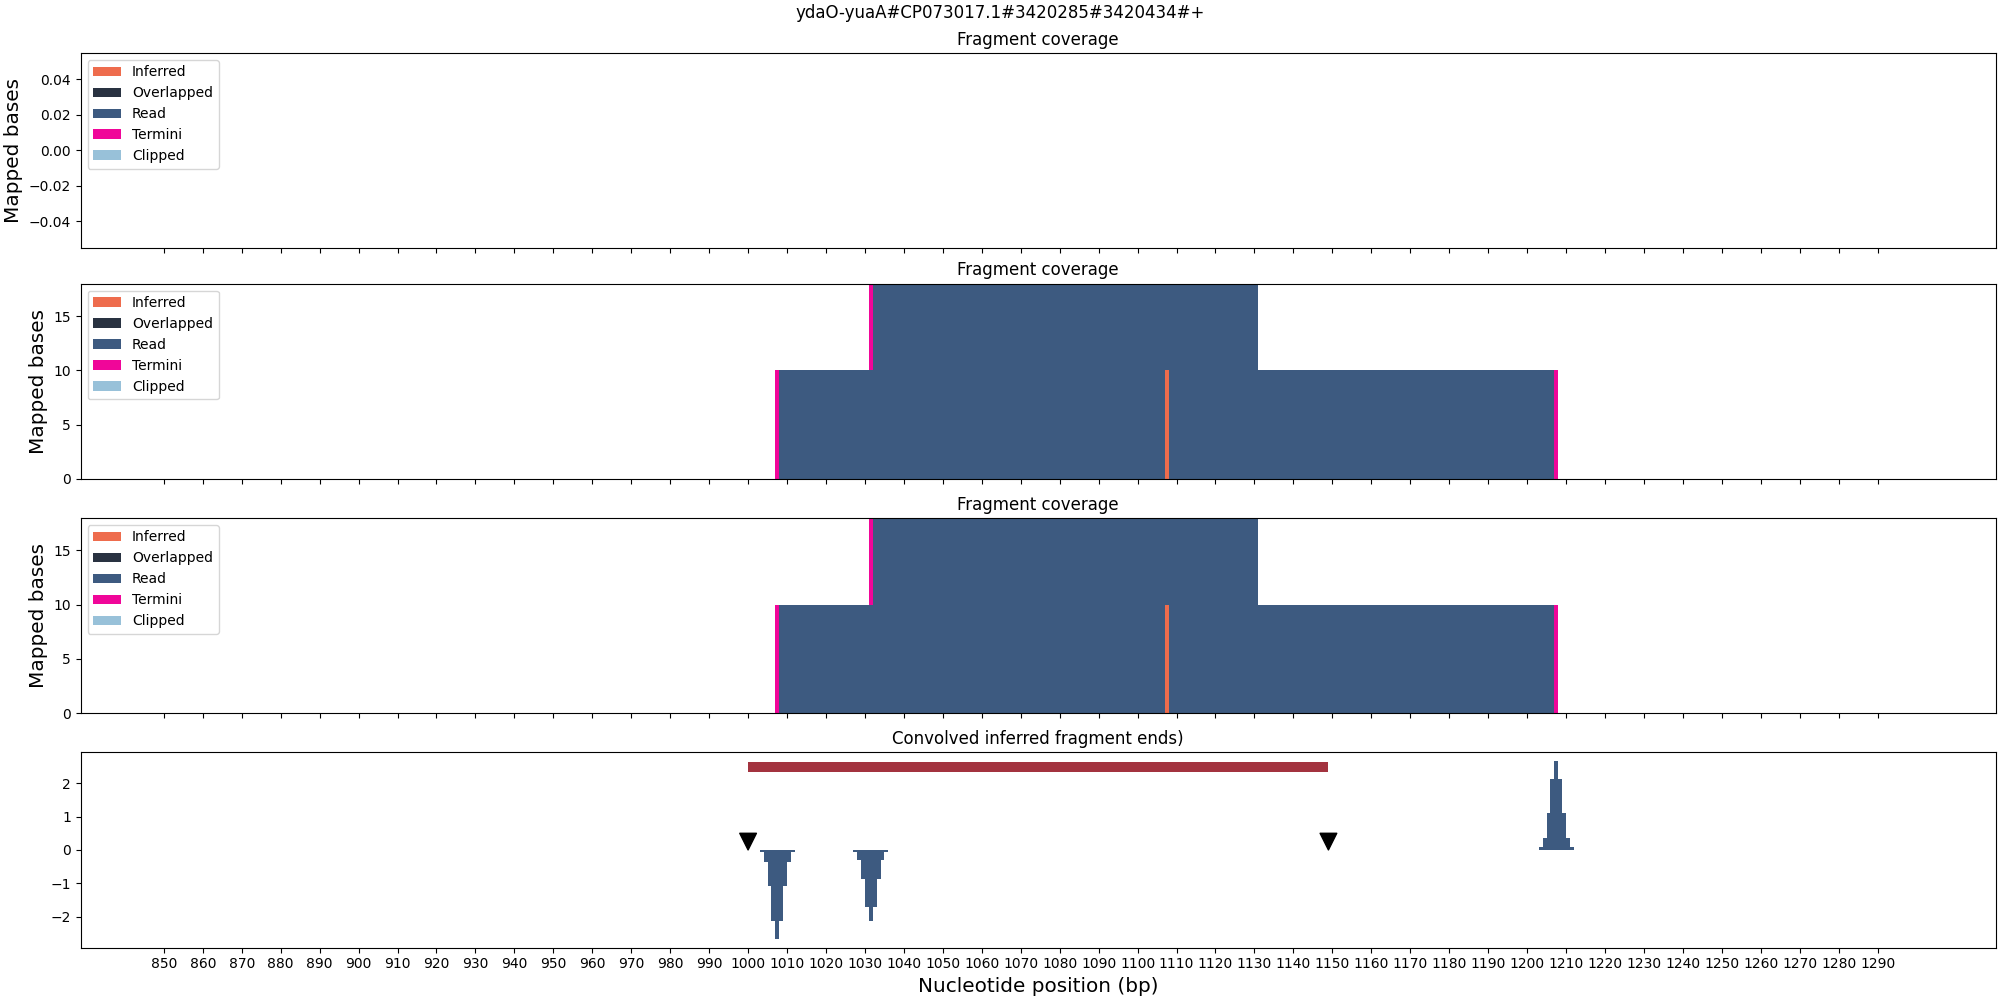 ydaO-yuaA#CP073017.1#3420285#3420434#+
Fragment coverage
Mapped bases
0.04
0.02
0.00
−0.02
−0.04
Inferred
Overlapped
Read
Termini
Clipped
Fragment coverage
Mapped bases
15
10
5
0
Inferred
Overlapped
Read
Termini
Clipped
Fragment coverage
Mapped bases
15
10
5
0
Inferred
Overlapped
Read
Termini
Clipped
Convolved inferred fragment ends)
2
1
0
−1
−2
850 860 870 880 890 900 910 920 930 940 950 960 970 980 990 1000 1010 1020 1030 1040 1050 1060 1070 1080 1090 1100 1110 1120 1130 1140 1150 1160 1170 1180 1190 1200 1210 1220 1230 1240 1250 1260 1270 1280 1290
Nucleotide position (bp)